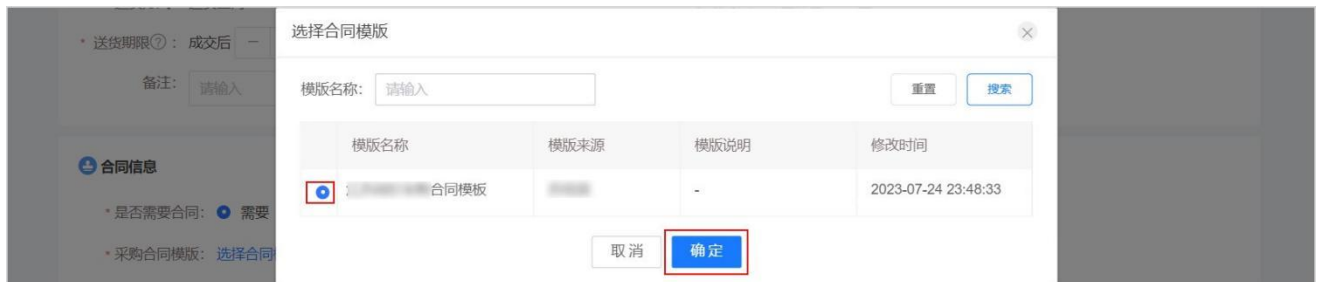 选择合同模版
* 送货期限?： 成交后 一
备注： 请输入
模版名称： 请输入 重置 搜索
模版名称 模版来源 模版说明 修改时间
合同模板 - 2023-07-24 23:48:33
合同信息
* 是否需要合同： 需要
* 采购合同模版： 选择合同
取消 确定